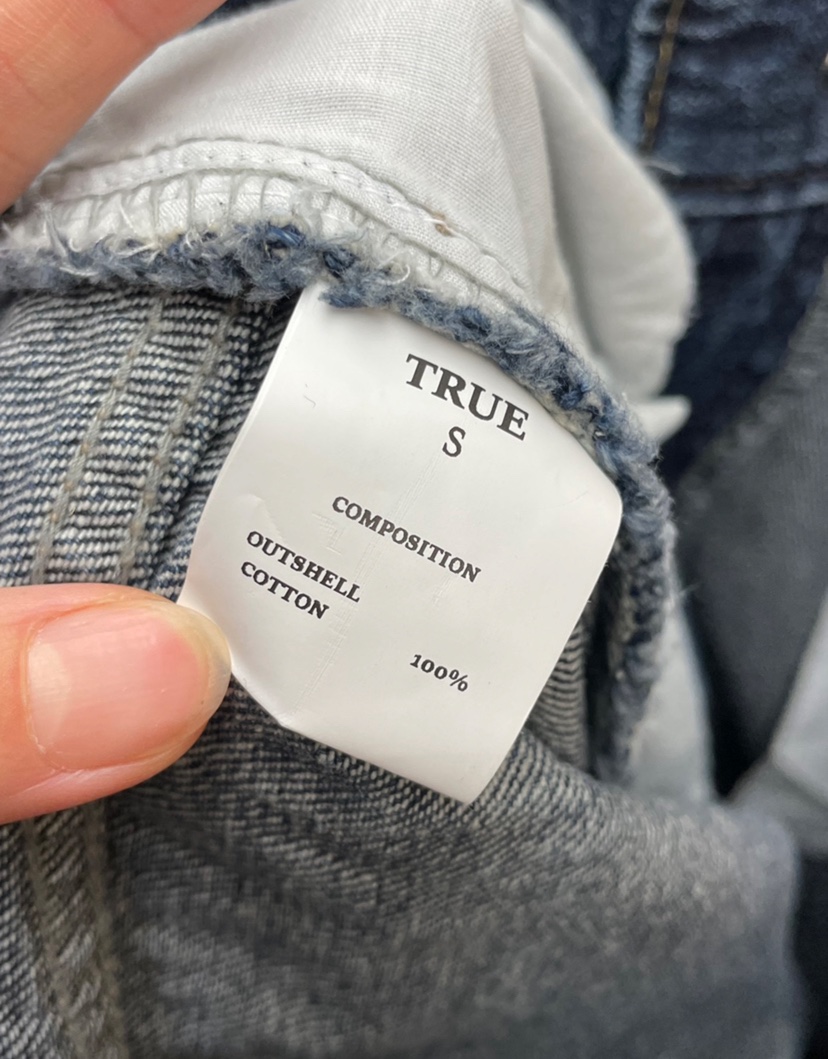 TRUE
S
COMPOSITION
OUTSHELL
COTTON
100%